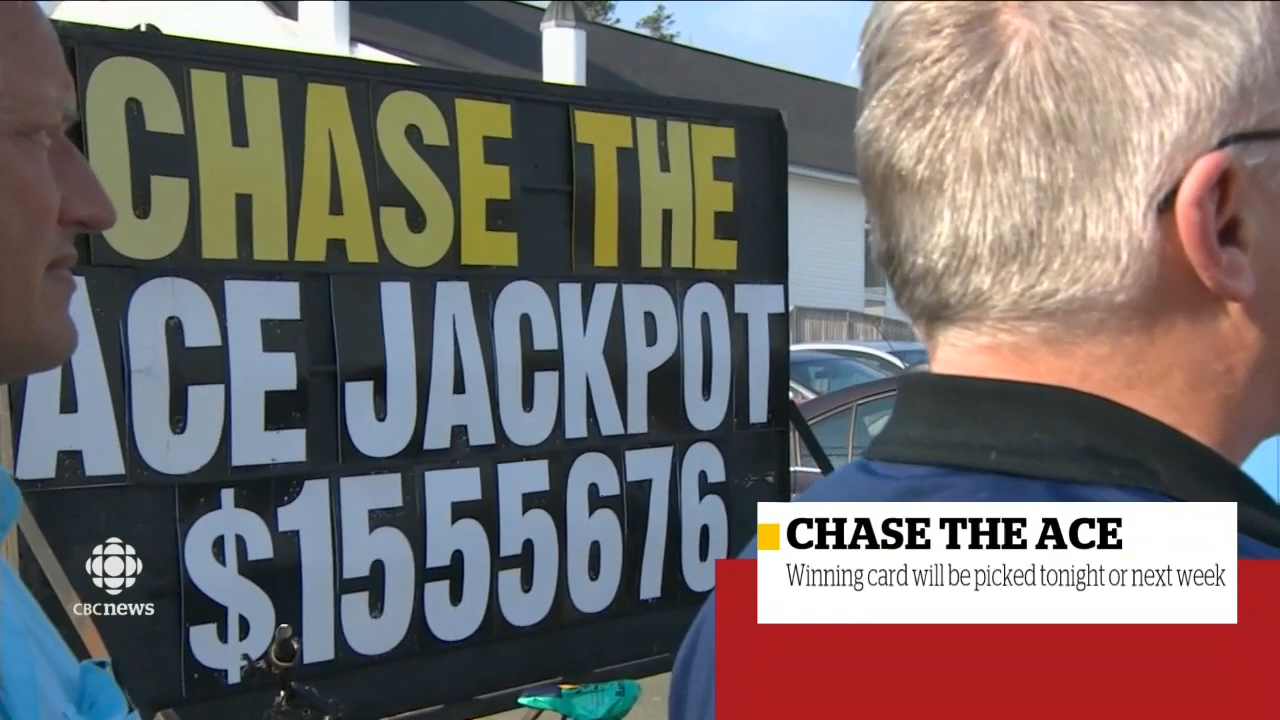 CHASE THE
ACE JACKPOT
$1555676
CBC news
CHASE THE ACE
Winning card will be picked tonight or next week